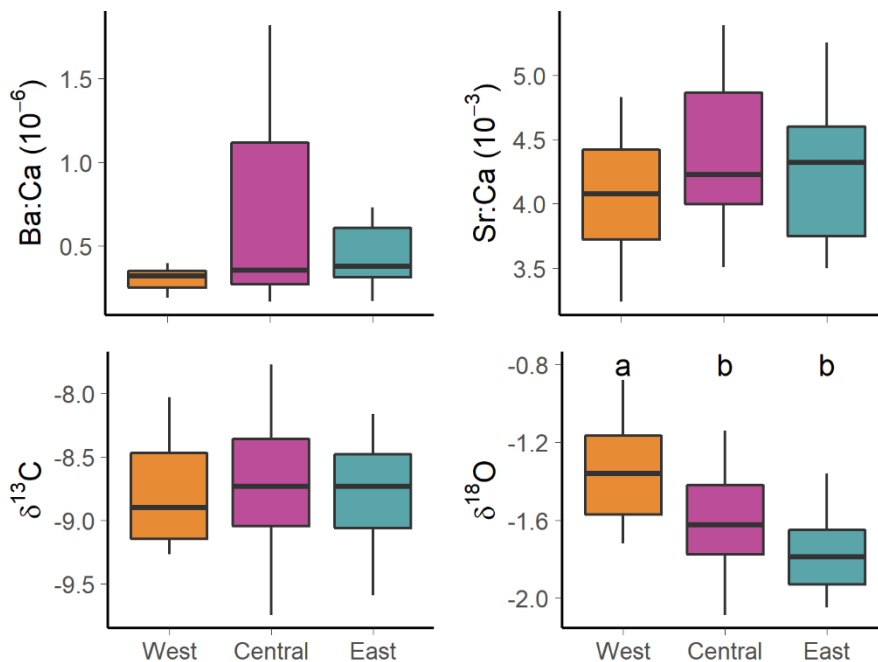 Ba:Ca (10⁻⁶)
1.5
1.0
0.5
Sr:Ca (10⁻³)
5.0
4.5
4.0
3.5
δ¹³C
-8.0
-8.5
-9.0
-9.5
West Central East
δ¹⁸O
-0.8
-1.2
-1.6
-2.0
a b b
West Central East